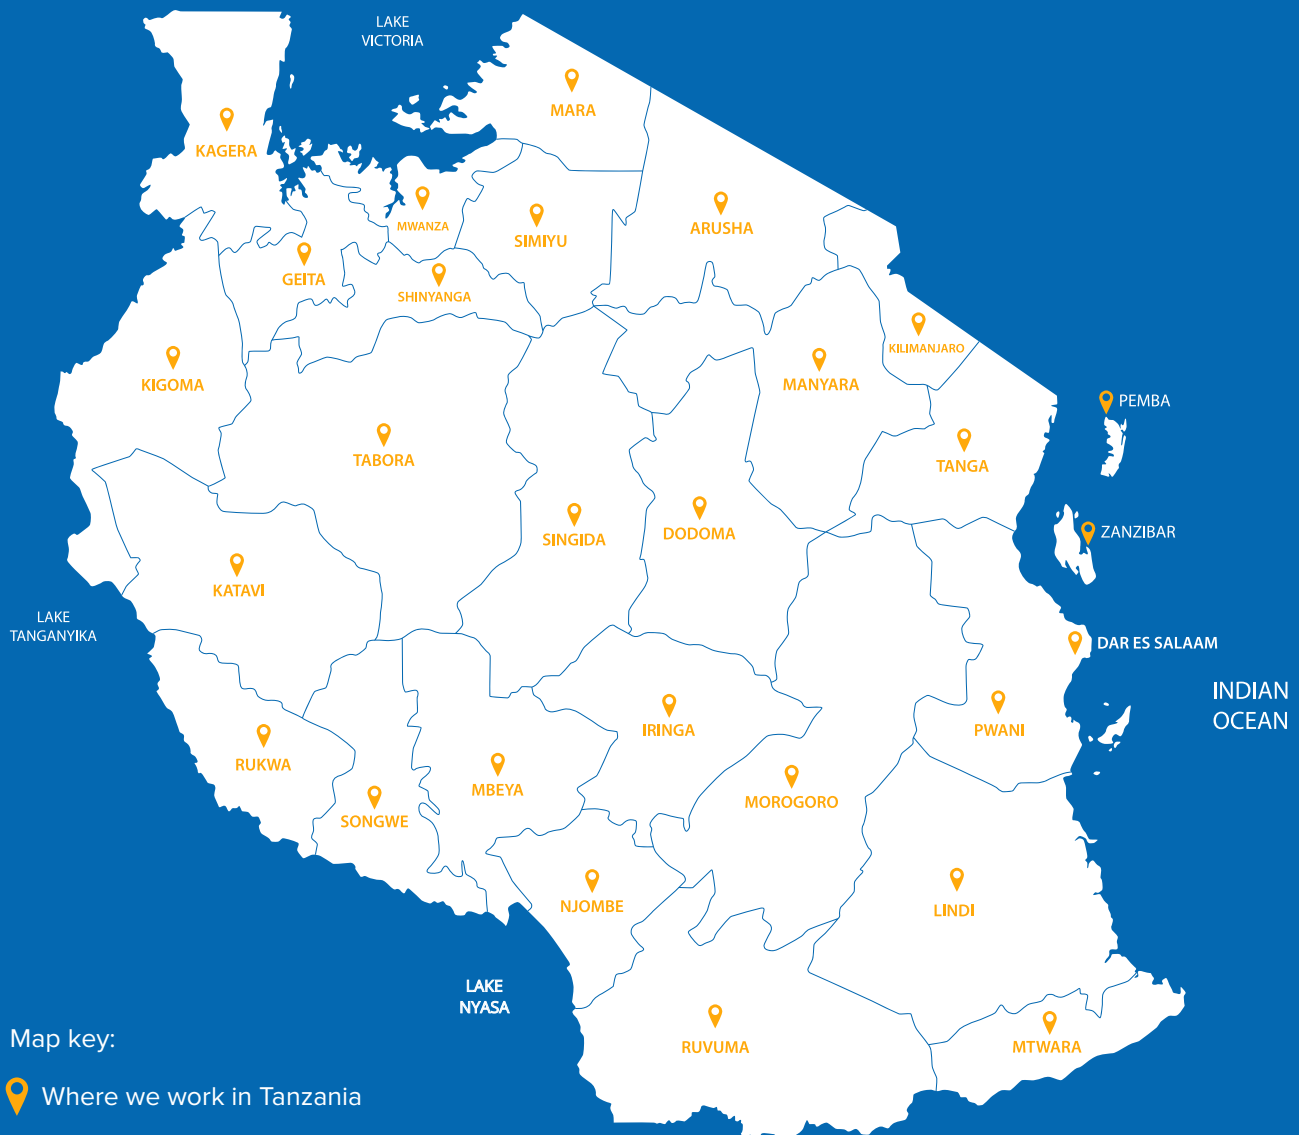 LAKE
VICTORIA
MARA
KAGERA
MWANZA
SIMIYU
ARUSHA
GEITA
SHINYANGA
KILIMANJARO
KIGOMA
MANYARA
PEMBA
TABORA
TANGA
SINGIDA
DODOMA
ZANZIBAR
KATAVI
LAKE
TANGANYIKA
DAR ES SALAAM
INDIAN
OCEAN
IRINGA
PWANI
RUKWA
MBEYA
MOROGORO
SONGWE
NJOMBE
LINDI
LAKE
NYASA
RUVUMA
MTWARA
Map key:
Where we work in Tanzania